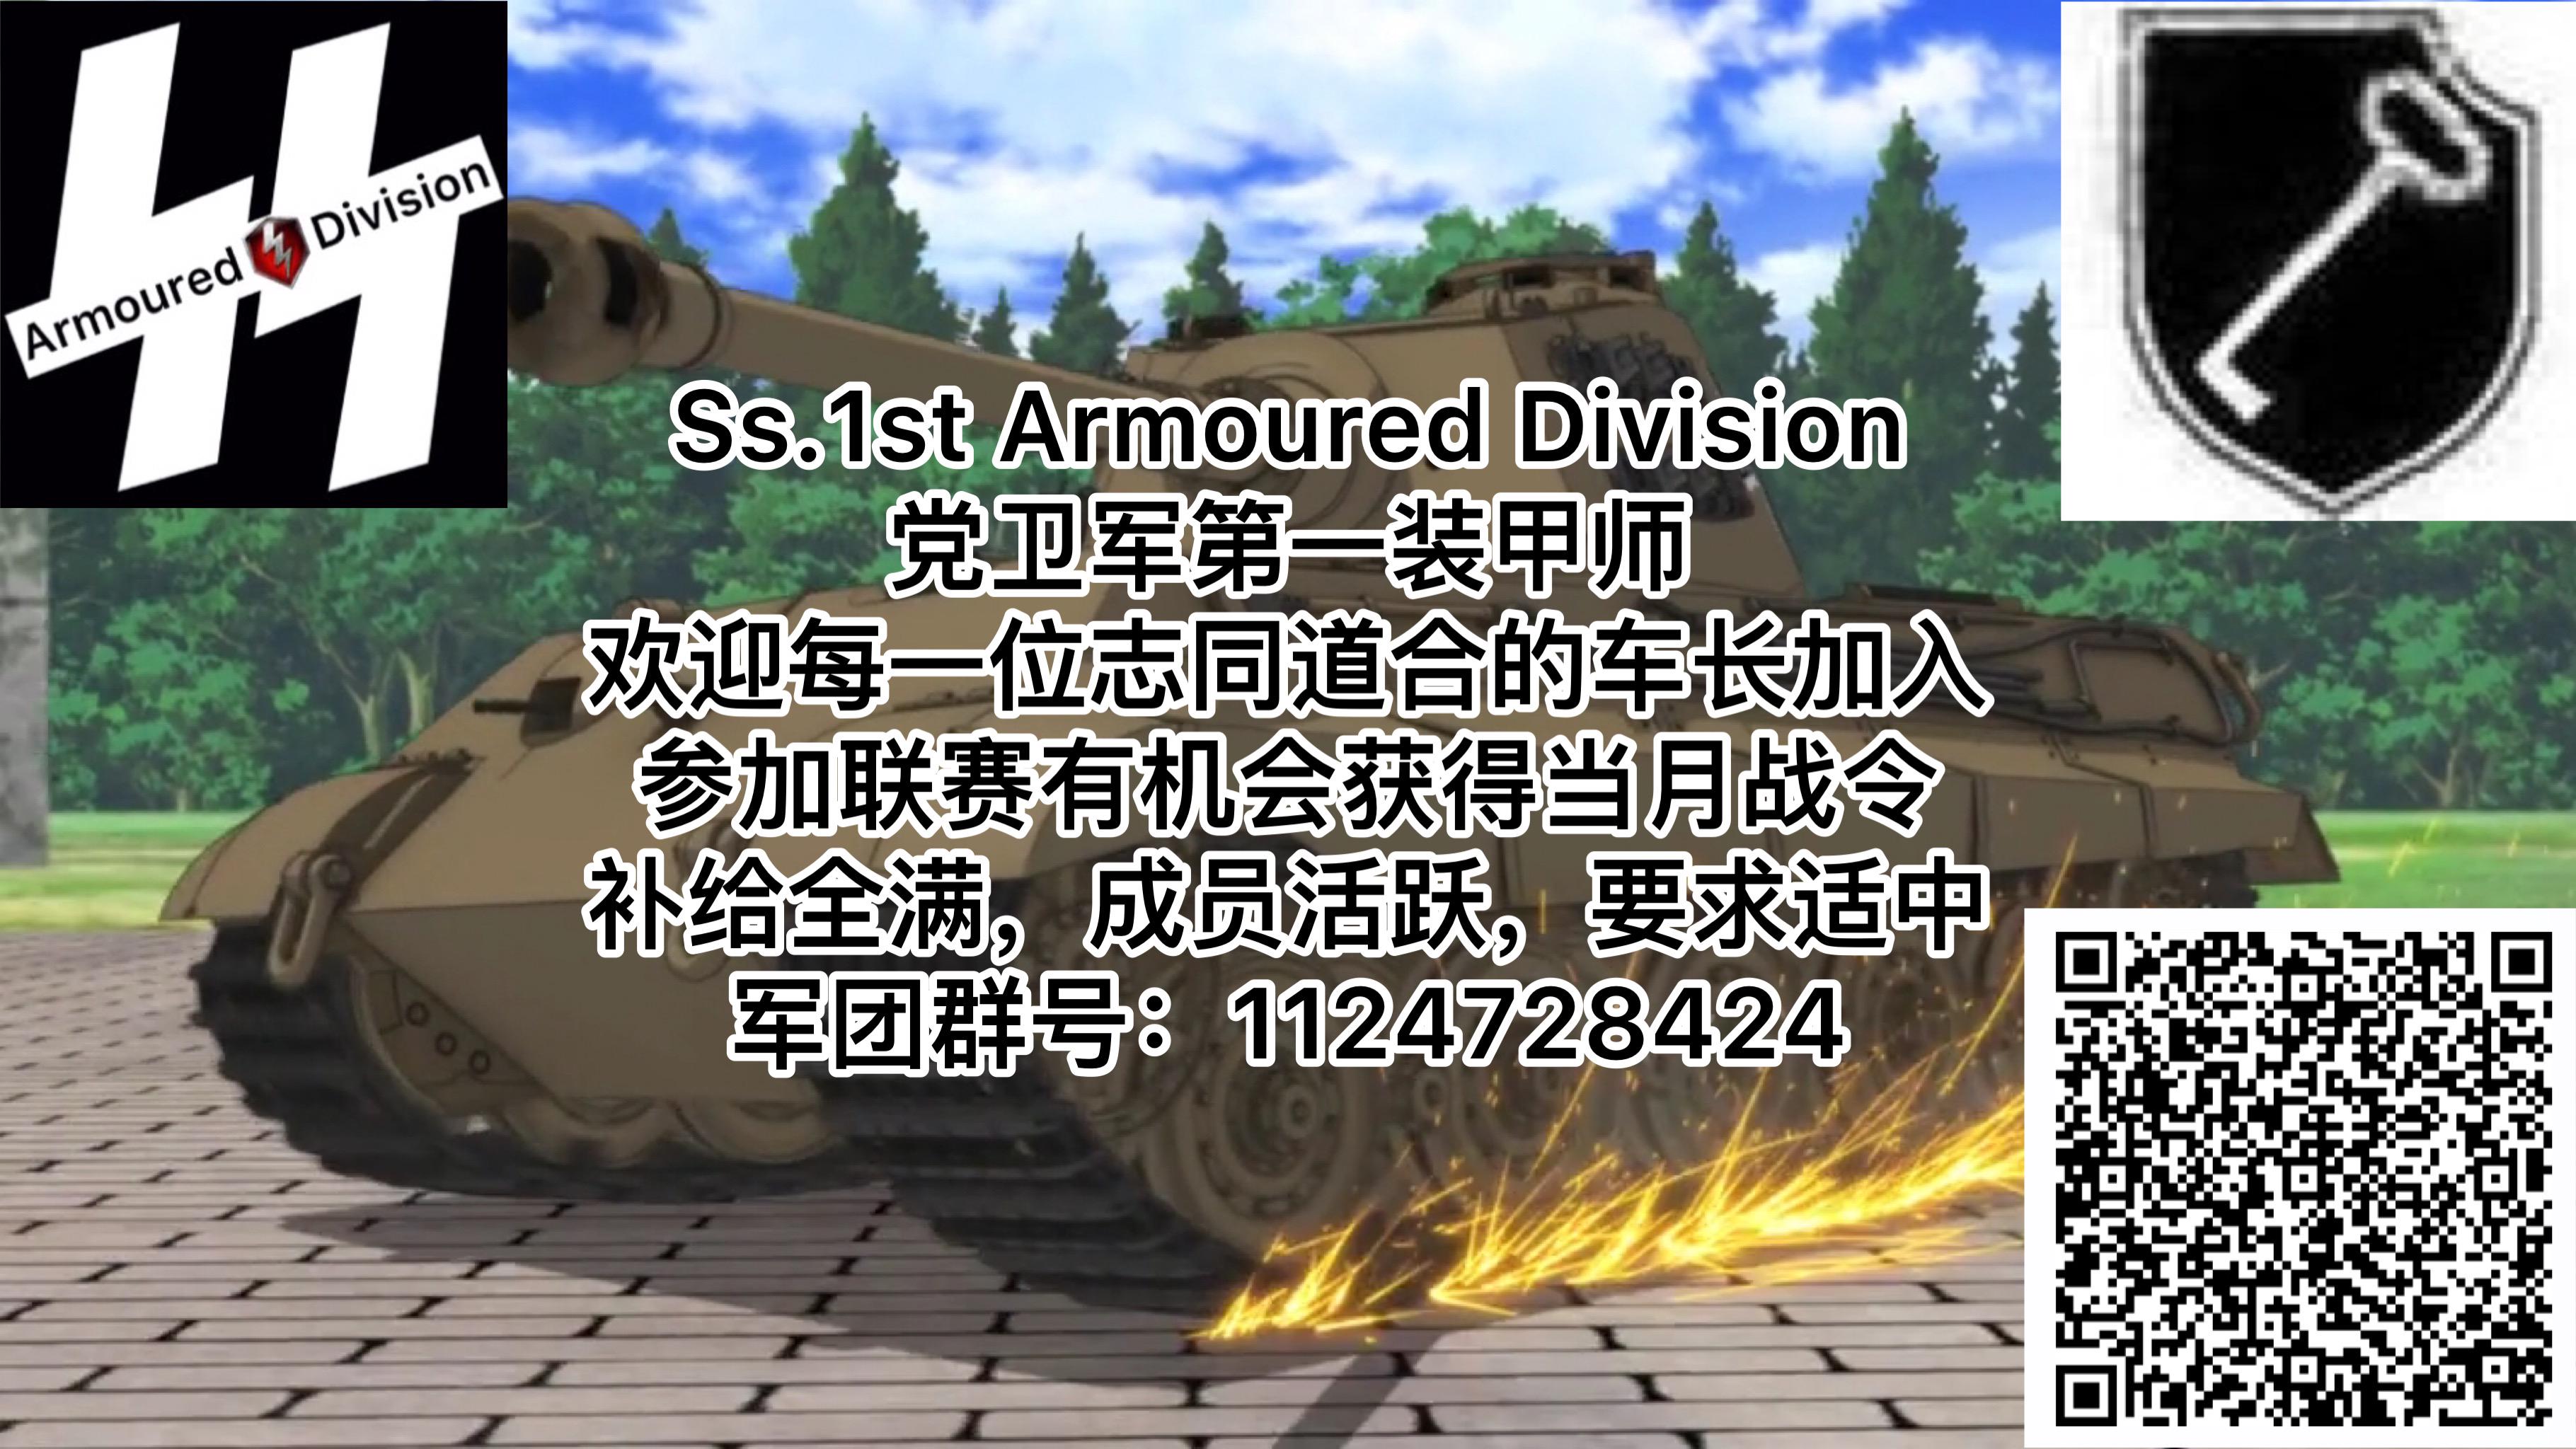 Armoured Division
Ss.1st Armoured Division
党卫军第一装甲师
欢迎每一位志同道合的车长加入
参加联赛有机会获得当月战令
补给全满，成员活跃，要求适中
军团群号：1124728424